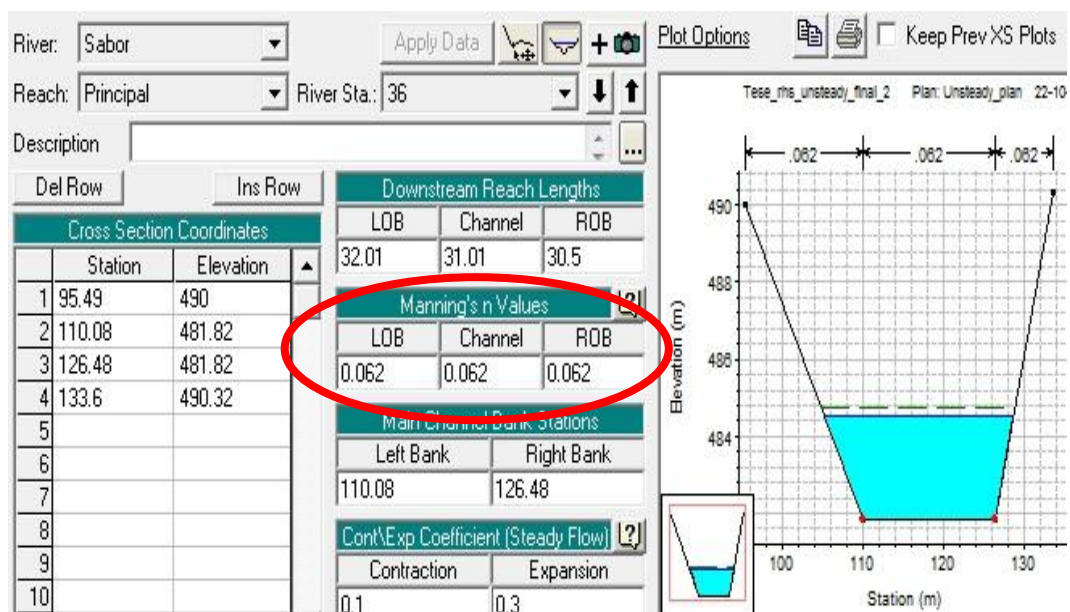 River: Sabor Apply Data Plot Options Keep Prev XS Plots
Reach: Principal River Sta.: 36
Description ...
Del Row Ins Row
Cross Section Coordinates
Station Elevation
1 95.49 490
2 110.08 481.82
3 126.48 481.82
4 133.6 490.32
5
6
7
8
9
10
Downstream Reach Lengths
LOB Channel ROB
32.01 31.01 30.5
Manning's n Values
LOB Channel ROB
0.062 0.062 0.062
Main Channel Bank Stations
Left Bank Right Bank
110.08 126.48
Cont\Exp Coefficient (Steady Flow)
Contraction Expansion
0.1 0.3
Tese_rhs_unsteady_final_2 Plan: Unsteady_plan 22-10-
.062 .062 .062
490
488
486
484
Elevation (m)
100 110 120 130
Station (m)